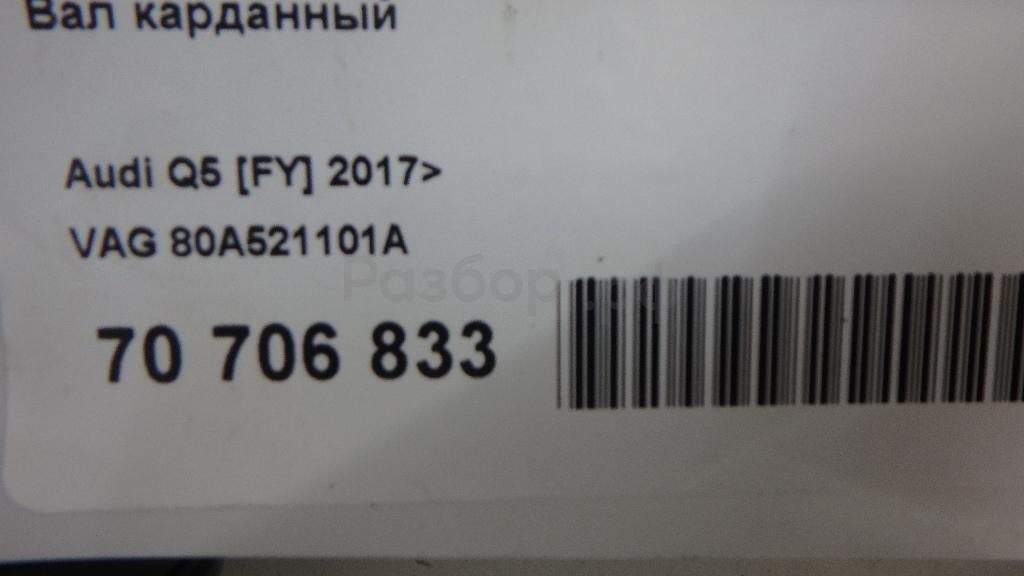 Вал карданный
Audi Q5 [FY] 2017>
VAG 80A521101A
Разбор
70 706 833